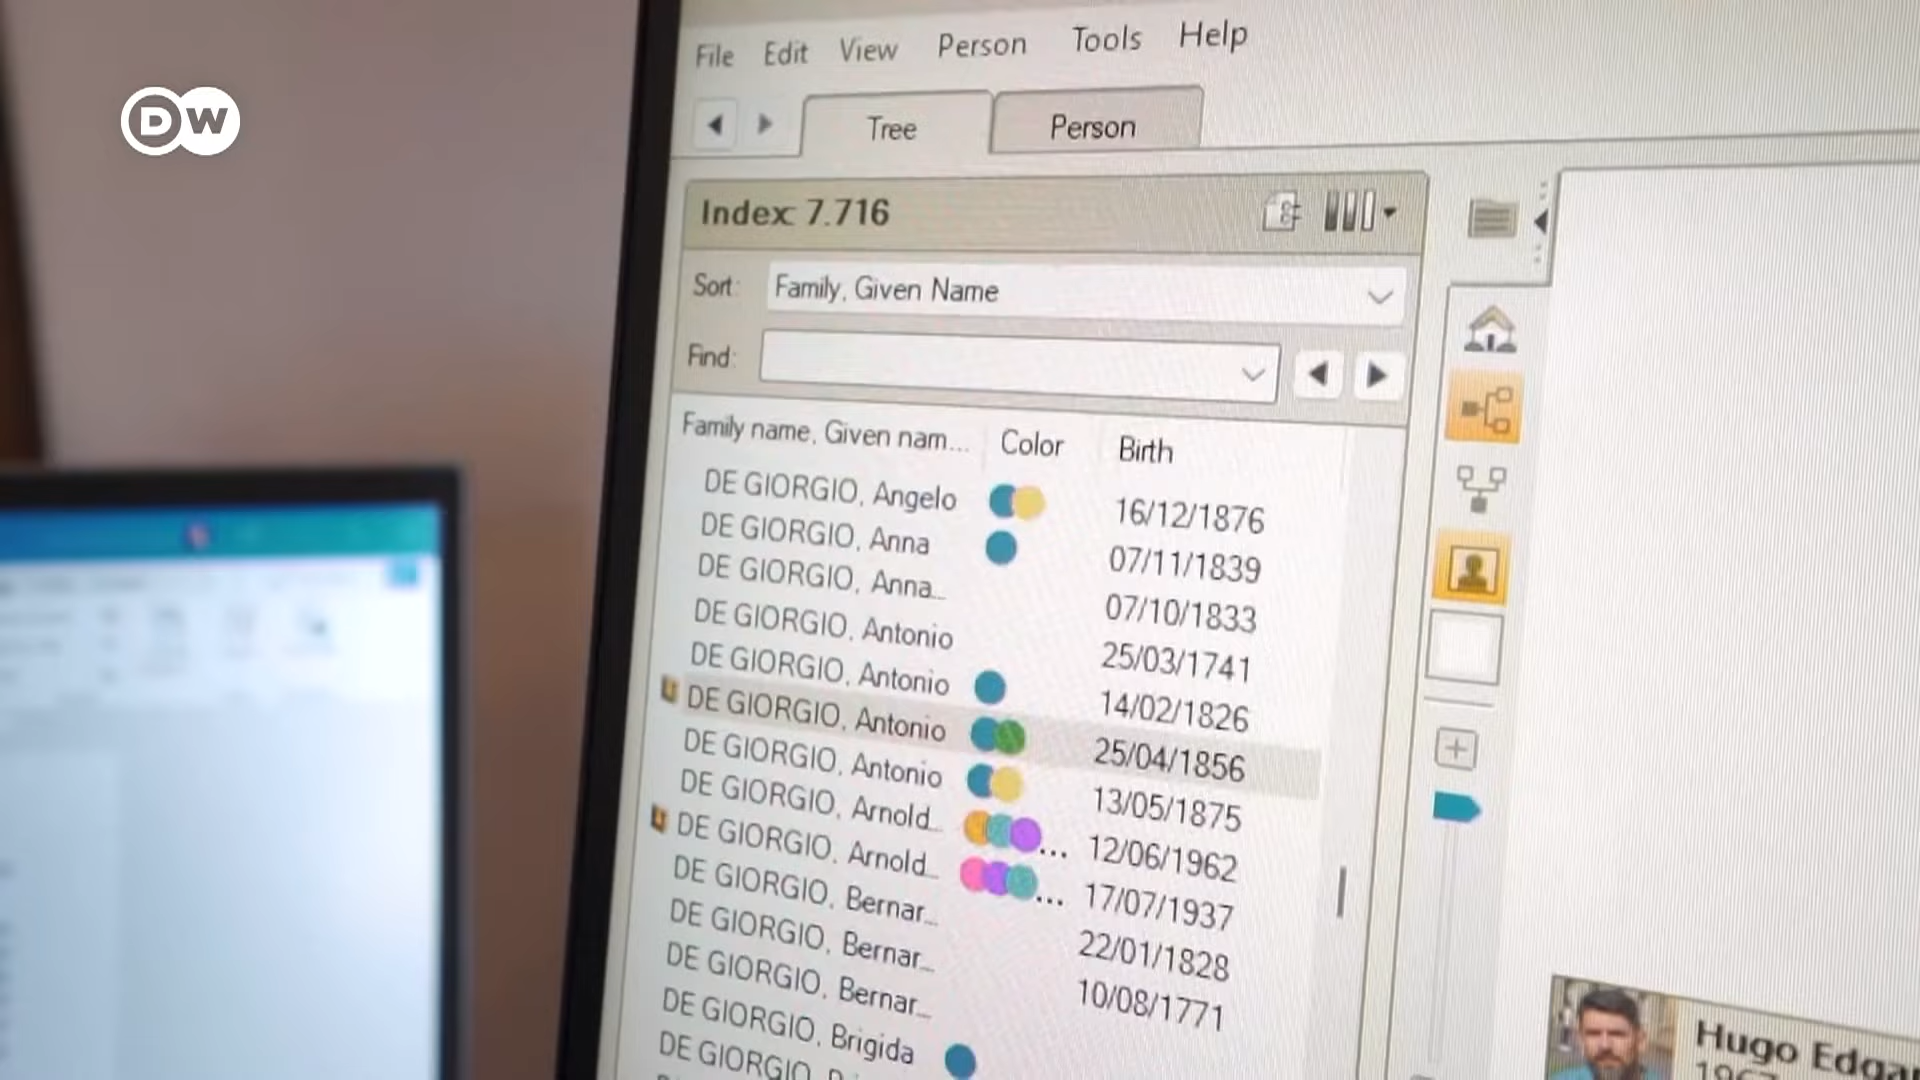 DW
File Edit View Person Tools Help
Tree Person
Index: 7.716
Sort: Family, Given Name
Find:
Family name, Given nam... Color Birth
DE GIORGIO, Angelo 16/12/1876
DE GIORGIO, Anna 07/11/1839
DE GIORGIO, Anna... 07/10/1833
DE GIORGIO, Antonio 25/03/1741
DE GIORGIO, Antonio 14/02/1826
DE GIORGIO, Antonio 25/04/1856
DE GIORGIO, Antonio 13/05/1875
DE GIORGIO, Arnold... ... 12/06/1962
DE GIORGIO, Arnold... ... 17/07/1937
DE GIORGIO, Bernar... 22/01/1828
DE GIORGIO, Bernar... 10/08/1771
DE GIORGIO, Bernar...
DE GIORGIO, Brigida
DE GIORGIO,
Hugo Edgar